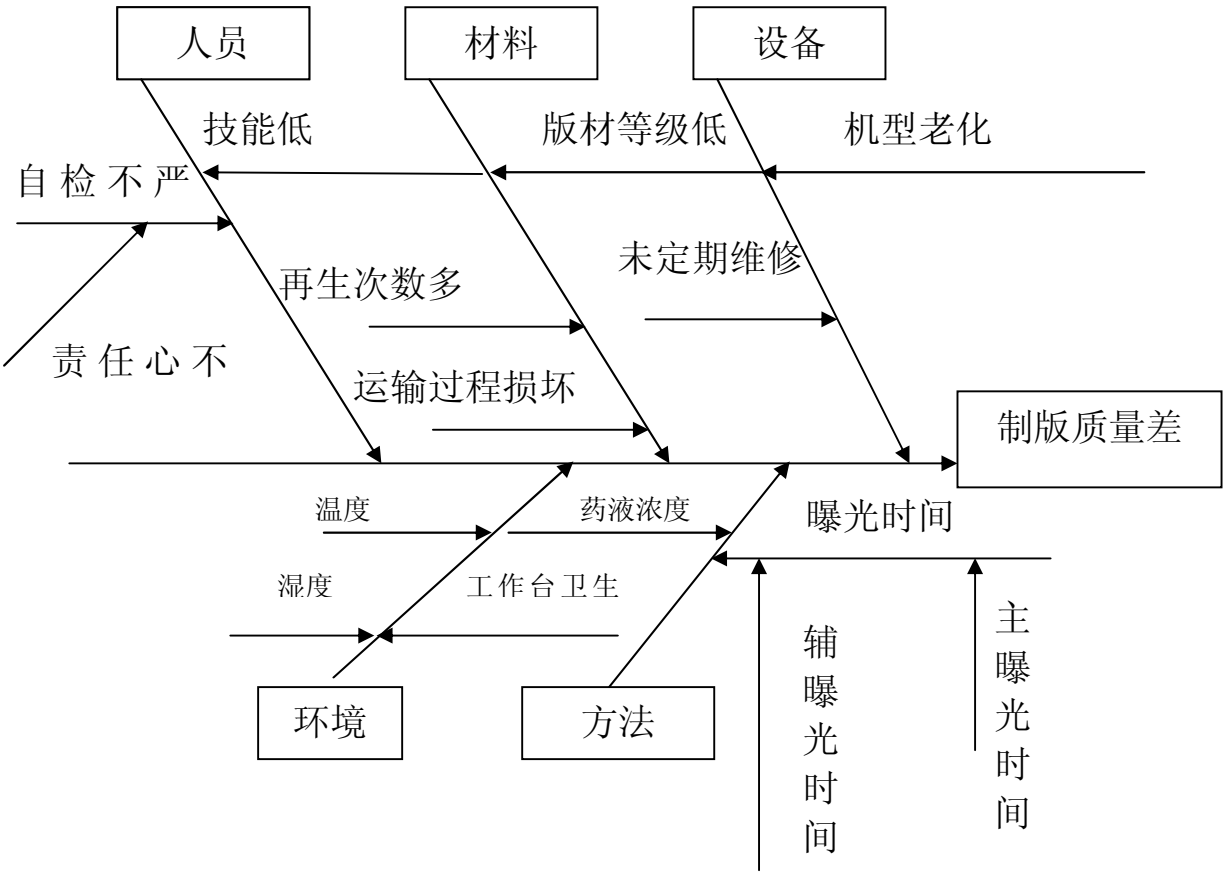 人员
材料
设备
技能低
版材等级低
机型老化
自检不严
未定期维修
再生次数多
责任心不
运输过程损坏
制版质量差
温度
药液浓度
曝光时间
湿度
工作台卫生
辅曝光时间
主曝光时间
环境
方法